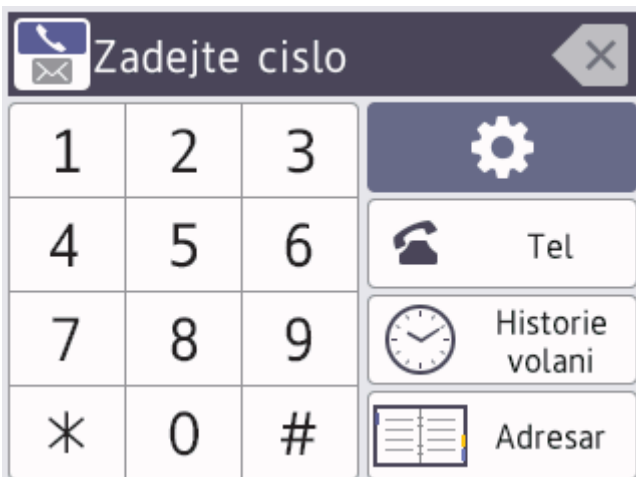 Zadejte cislo
1 2 3
4 5 6
Tel
7 8 9
Historie
volani
* 0 #
Adresar